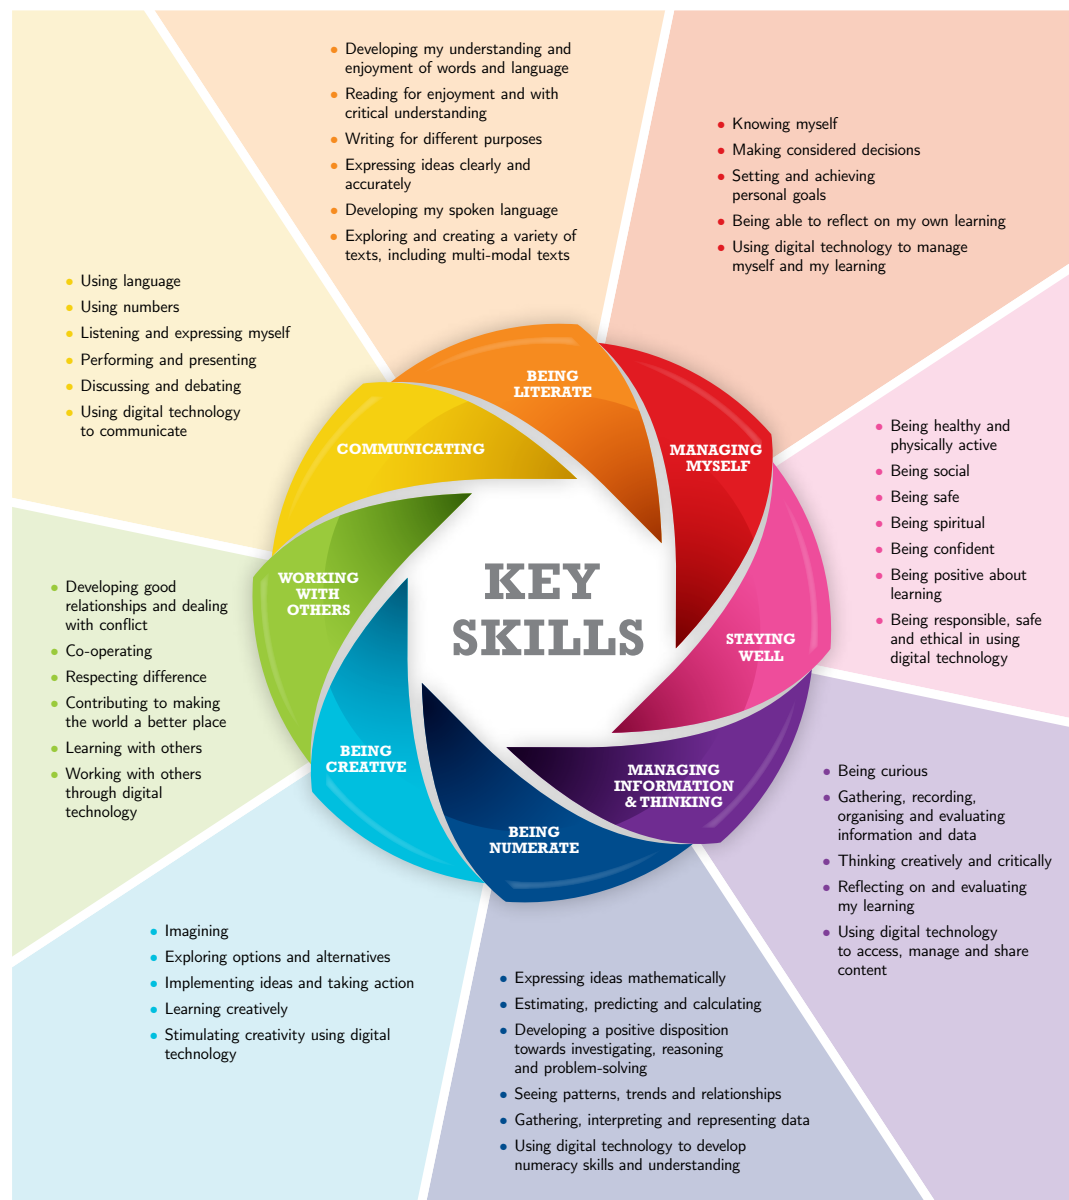 • Developing my understanding and
enjoyment of words and language
• Reading for enjoyment and with
critical understanding
• Writing for different purposes
• Expressing ideas clearly and
accurately
• Developing my spoken language
• Exploring and creating a variety of
texts, including multi-modal texts
• Knowing myself
• Making considered decisions
• Setting and achieving
personal goals
• Being able to reflect on my own learning
• Using digital technology to manage
myself and my learning
• Using language
• Using numbers
• Listening and expressing myself
• Performing and presenting
• Discussing and debating
• Using digital technology
to communicate
BEING
LITERATE
COMMUNICATING
MANAGING
MYSELF
• Being healthy and
physically active
• Being social
• Being safe
• Being spiritual
• Being confident
• Being positive about
learning
• Being responsible, safe
and ethical in using
digital technology
WORKING
WITH
OTHERS
KEY
SKILLS
STAYING
WELL
• Developing good
relationships and dealing
with conflict
• Co-operating
• Respecting difference
• Contributing to making
the world a better place
• Learning with others
• Working with others
through digital
technology
BEING
CREATIVE
MANAGING
INFORMATION
& THINKING
BEING
NUMERATE
• Being curious
• Gathering, recording,
organising and evaluating
information and data
• Thinking creatively and critically
• Reflecting on and evaluating
my learning
• Using digital technology
to access, manage and share
content
• Imagining
• Exploring options and alternatives
• Implementing ideas and taking action
• Learning creatively
• Stimulating creativity using digital
technology
• Expressing ideas mathematically
• Estimating, predicting and calculating
• Developing a positive disposition
towards investigating, reasoning
and problem-solving
• Seeing patterns, trends and relationships
• Gathering, interpreting and representing data
• Using digital technology to develop
numeracy skills and understanding